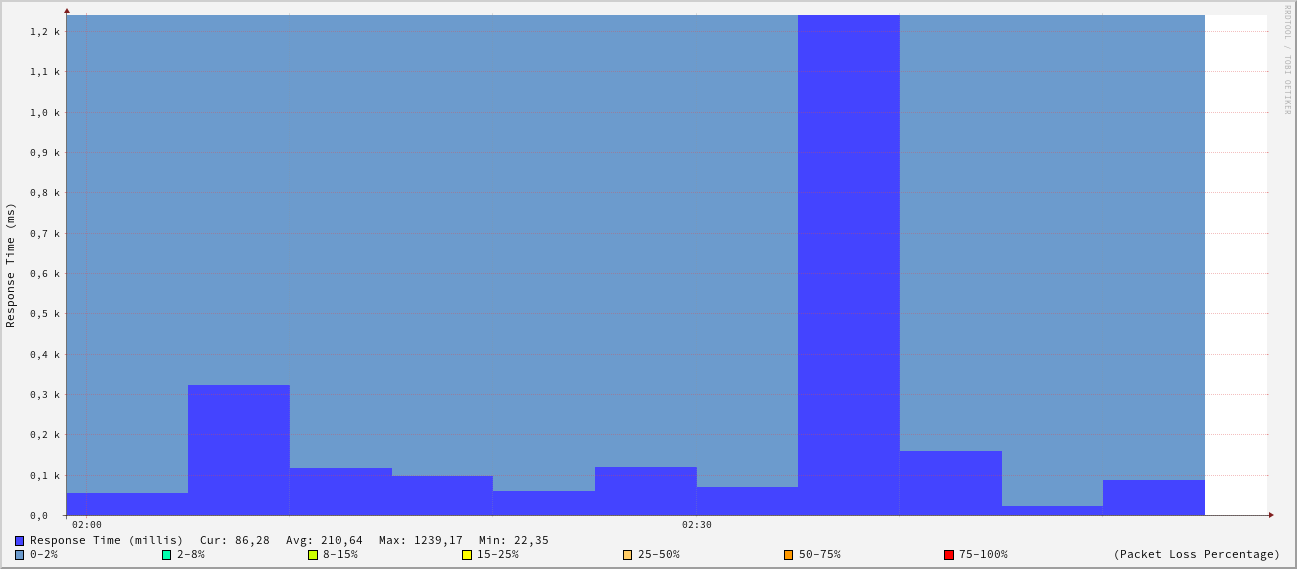 RRDTOOL / TOBI OETIKER
Response Time (ms)
1,2 k
1,1 k
1,0 k
0,9 k
0,8 k
0,7 k
0,6 k
0,5 k
0,4 k
0,3 k
0,2 k
0,1 k
0,0
02:00 02:30
Response Time (millis) Cur: 86,28 Avg: 210,64 Max: 1239,17 Min: 22,35
0-2% 2-8% 8-15% 15-25% 25-50% 50-75% 75-100% (Packet Loss Percentage)